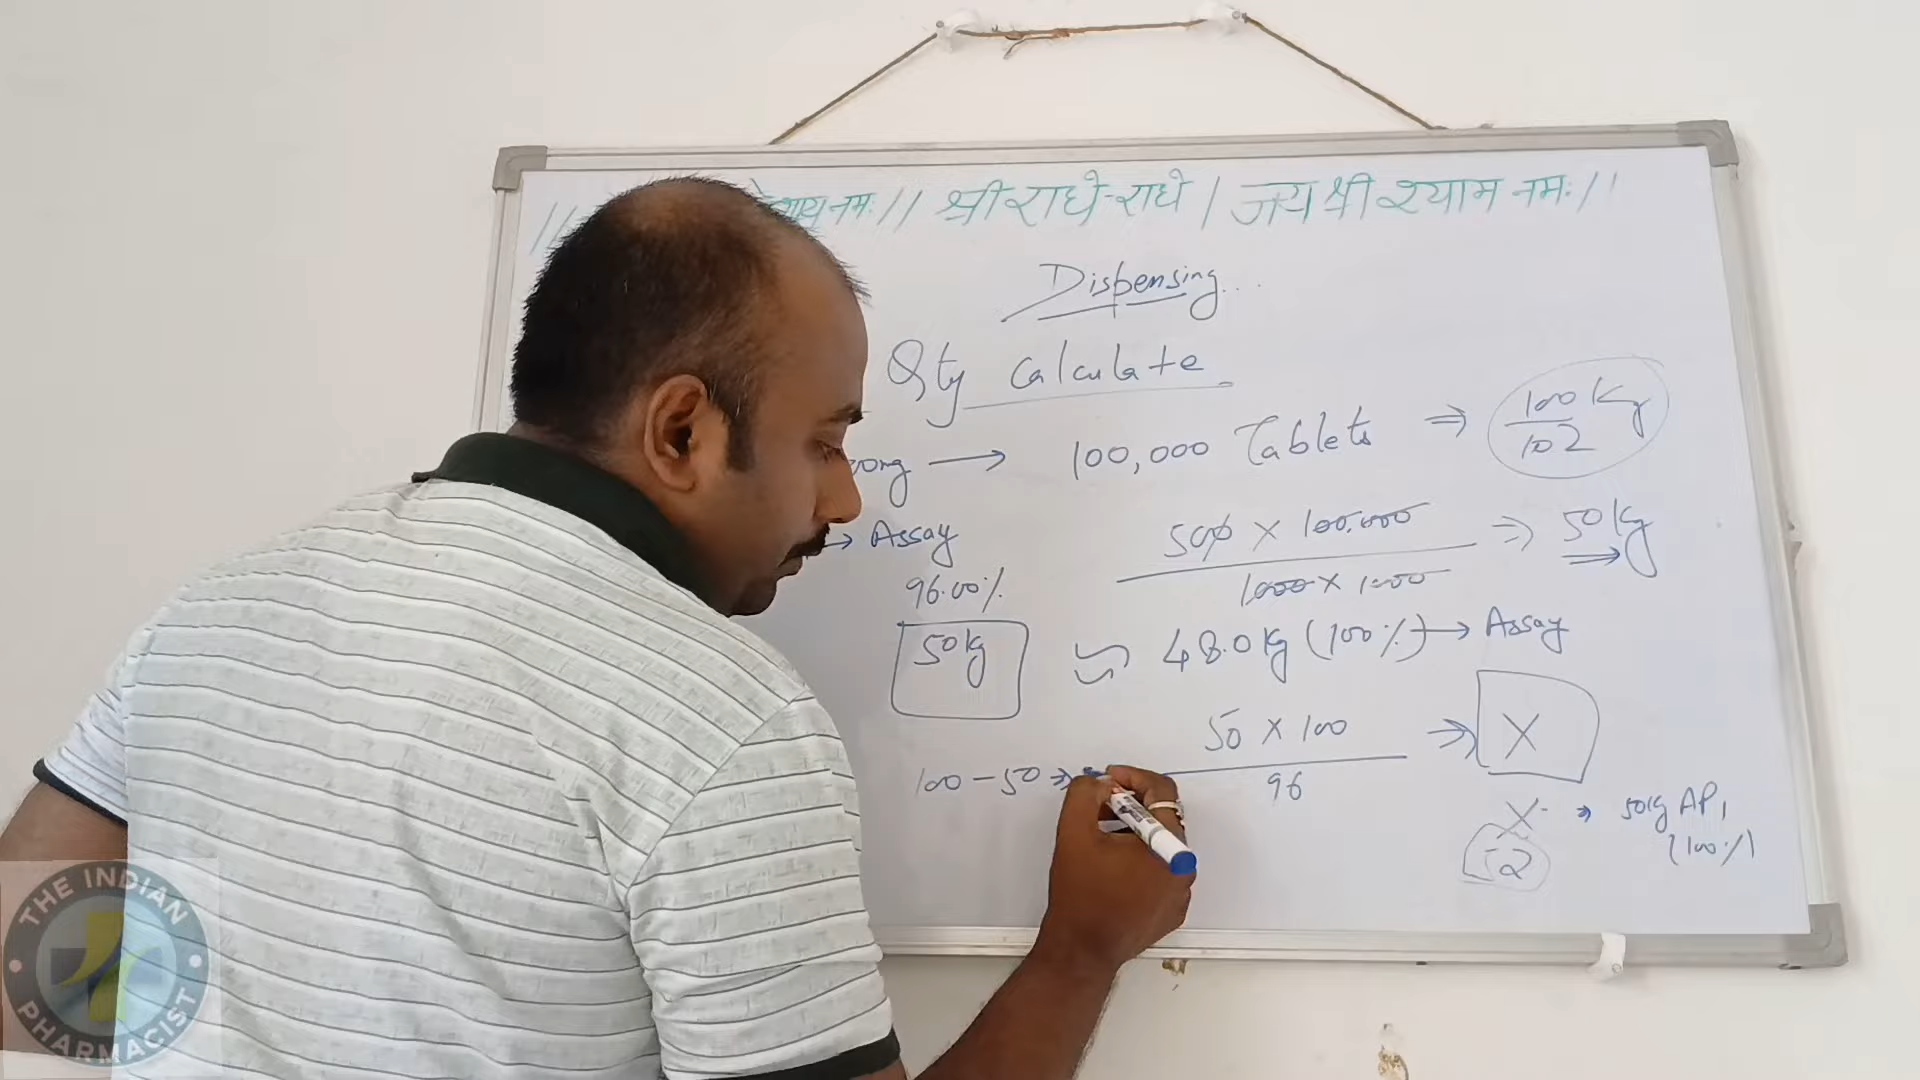 // नमः // श्री राधे-राधे / जय श्री श्याम नमः //
Dispensing...
Qty Calculate
→ 100,000 Tablets ⇒ 100 Kg
102
→ Assay
96.00%
500 X 100,000 ⇒ 50 Kg
1000 X 1000
50 Kg
48.0 Kg (100%) → Assay
50 X 100 ⇒ X
96
100 - 50 ⇒
X → 50 Kg API
(100%)
THE INDIAN PHARMACIST